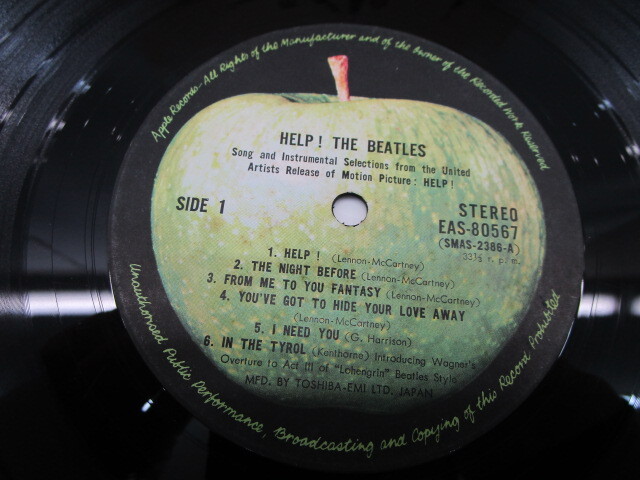 Apple Records-All Rights of the Manufacturer and of the Owner of the Recorded Work Reserved
HELP! THE BEATLES
Song and Instrumental Selections from the United
Artists Release of Motion Picture: HELP!
SIDE 1
STEREO
EAS-80567
(SMAS-2386-A)
33⅓ r. p. m.
1. HELP! (Lennon-McCartney)
2. THE NIGHT BEFORE (Lennon-McCartney)
3. FROM ME TO YOU FANTASY (Lennon-McCartney)
4. YOU'VE GOT TO HIDE YOUR LOVE AWAY
(Lennon-McCartney)
5. I NEED YOU (G. Harrison)
6. IN THE TYROL (Kenthorne) Introducing Wagner's
Overture to Act III of "Lohengrin" Beatles Style
MFD. BY TOSHIBA-EMI LTD. JAPAN
Unauthorised Public Performance, Broadcasting and Copying of this Record Prohibited